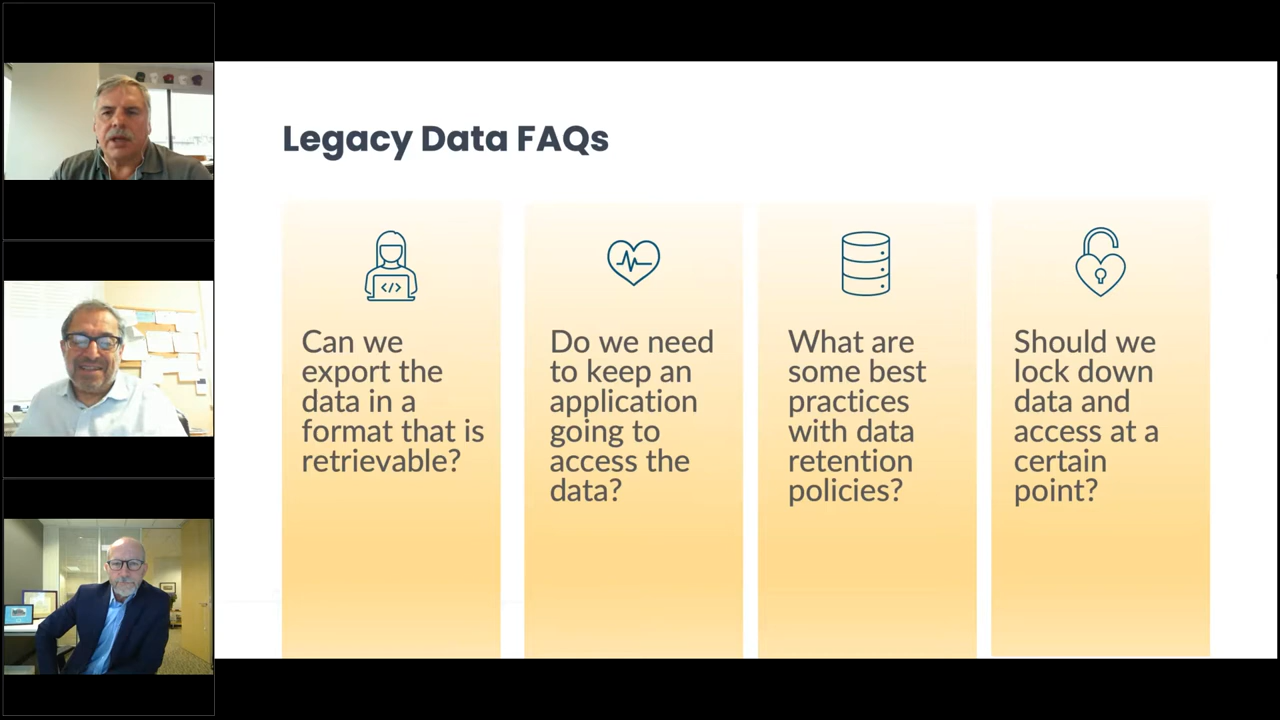 Legacy Data FAQs
</>
Can we
export the
data in a
format that is
retrievable?
Do we need
to keep an
application
going to
access the
data?
What are
some best
practices
with data
retention
policies?
Should we
lock down
data and
access at a
certain
point?